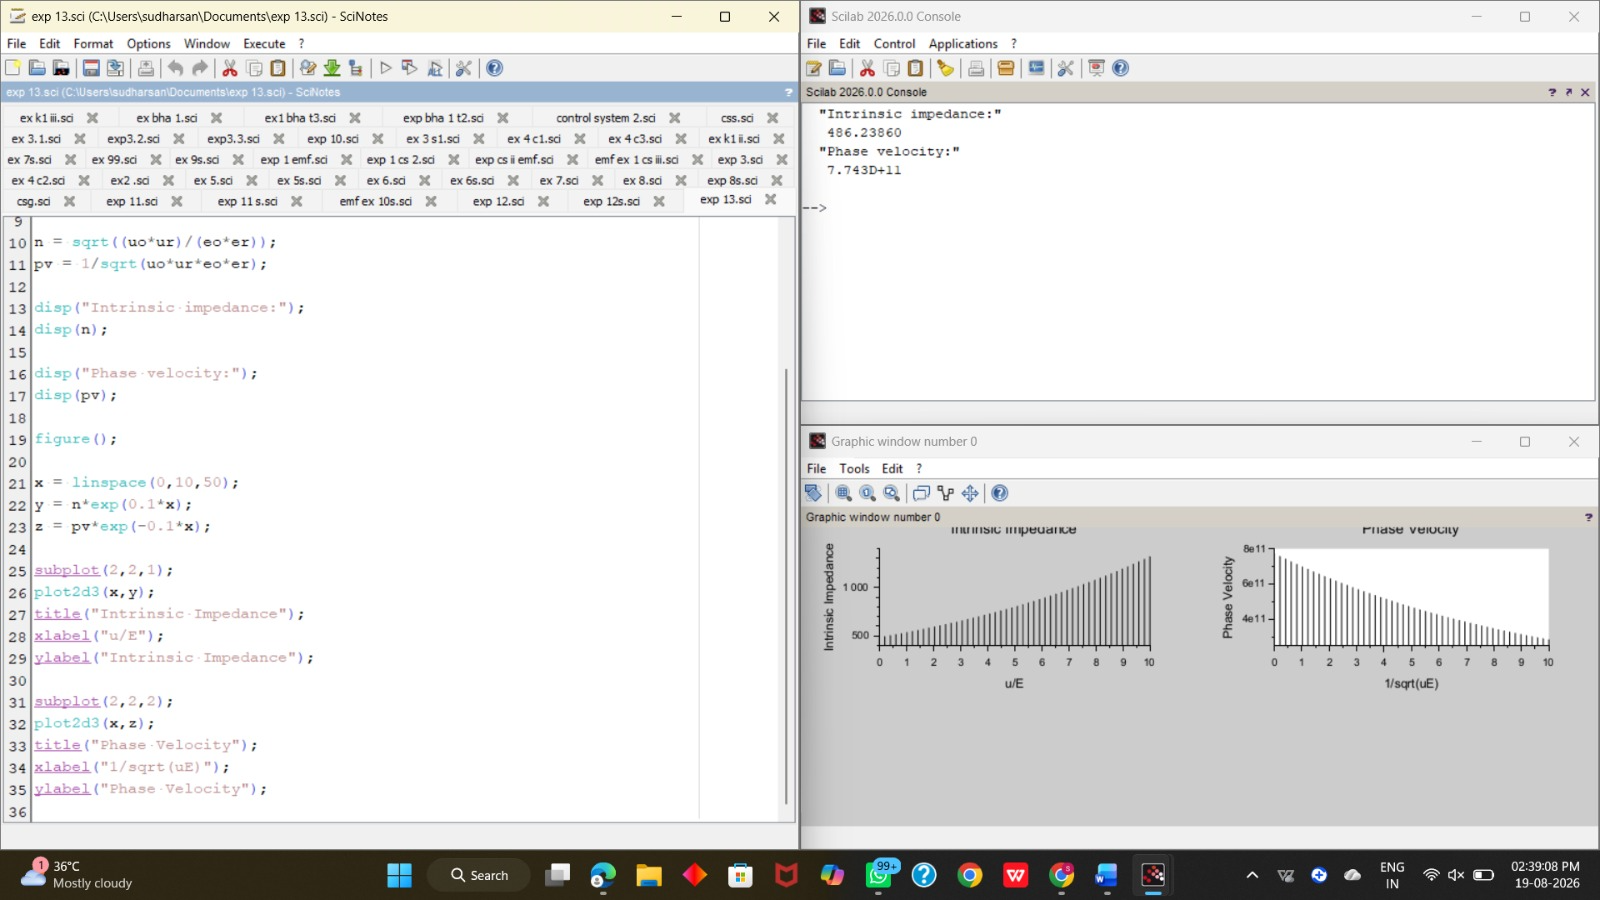 exp 13.sci (C:\Users\sudharsan\Documents\exp 13.sci) - SciNotes
File Edit Format Options Window Execute ?
exp 13.sci (C:\Users\sudharsan\Documents\exp 13.sci) - SciNotes
?
ex k1 iii.sci ex bha 1.sci ex1 bha t3.sci exp bha 1 t2.sci control system 2.sci css.sci
ex 3.1.sci exp3.2.sci exp3.3.sci exp 10.sci ex 3 s1.sci ex 4 c1.sci ex 4 c3.sci ex k1 ii.sci
ex 7s.sci ex 99.sci ex 9s.sci exp 1 emf.sci exp 1 cs 2.sci exp cs ii emf.sci emf ex 1 cs iii.sci exp 3.sci
ex 4 c2.sci ex2 .sci ex 5.sci ex 5s.sci ex 6.sci ex 6s.sci ex 7.sci ex 8.sci exp 8s.sci
csg.sci exp 11.sci exp 11 s.sci emf ex 10s.sci exp 12.sci exp 12s.sci exp 13.sci
9
10 n = sqrt((uo*ur)/(eo*er));
11 pv = 1/sqrt(uo*ur*eo*er);
12
13 disp("Intrinsic impedance:");
14 disp(n);
15
16 disp("Phase velocity:");
17 disp(pv);
18
19 figure();
20
21 x = linspace(0,10,50);
22 y = n*exp(0.1*x);
23 z = pv*exp(-0.1*x);
24
25 subplot(2,2,1);
26 plot2d3(x,y);
27 title("Intrinsic Impedance");
28 xlabel("u/E");
29 ylabel("Intrinsic Impedance");
30
31 subplot(2,2,2);
32 plot2d3(x,z);
33 title("Phase Velocity");
34 xlabel("1/sqrt(uE)");
35 ylabel("Phase Velocity");
36
Scilab 2026.0.0 Console
File Edit Control Applications ?
Scilab 2026.0.0 Console
?
"Intrinsic impedance:"
486.23860
"Phase velocity:"
7.743D+11
-->
Graphic window number 0
File Tools Edit ?
Graphic window number 0
?
Intrinsic Impedance
Intrinsic Impedance
1 000
500
0 1 2 3 4 5 6 7 8 9 10
u/E
Phase Velocity
Phase Velocity
8e11
6e11
4e11
0 1 2 3 4 5 6 7 8 9 10
1/sqrt(uE)
1
36°C
Mostly cloudy
Search
99+
ENG
IN
02:39:08 PM
19-08-2026